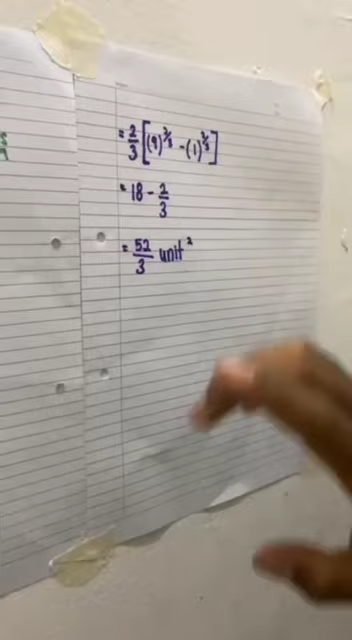 = 2/3 [(9)^3/2 - (1)^3/2]
= 18 - 2/3
= 52/3 unit²